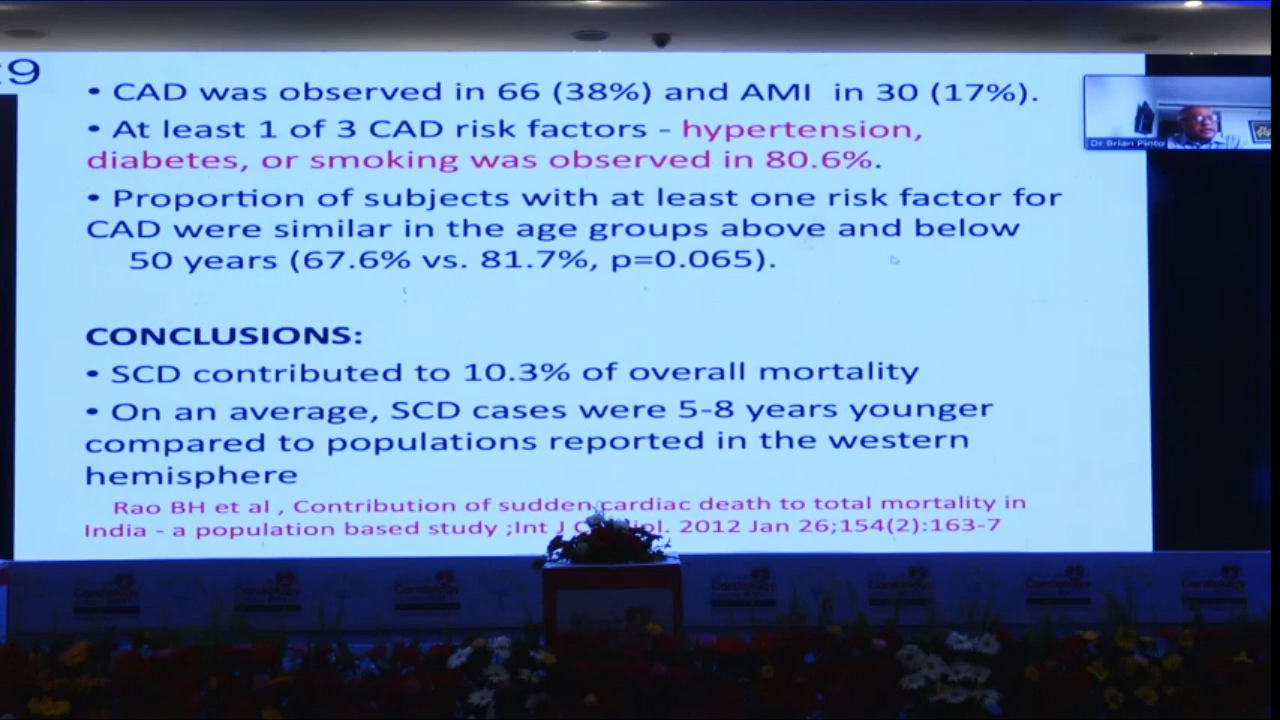 :9
• CAD was observed in 66 (38%) and AMI in 30 (17%).
• At least 1 of 3 CAD risk factors - hypertension,
diabetes, or smoking was observed in 80.6%.
• Proportion of subjects with at least one risk factor for
CAD were similar in the age groups above and below
50 years (67.6% vs. 81.7%, p=0.065).
Dr Brian Pinto
CONCLUSIONS:
• SCD contributed to 10.3% of overall mortality
• On an average, SCD cases were 5-8 years younger
compared to populations reported in the western
hemisphere
Rao BH et al , Contribution of sudden cardiac death to total mortality in
India - a population based study ;Int J 2012 Jan 26;154(2):163-7